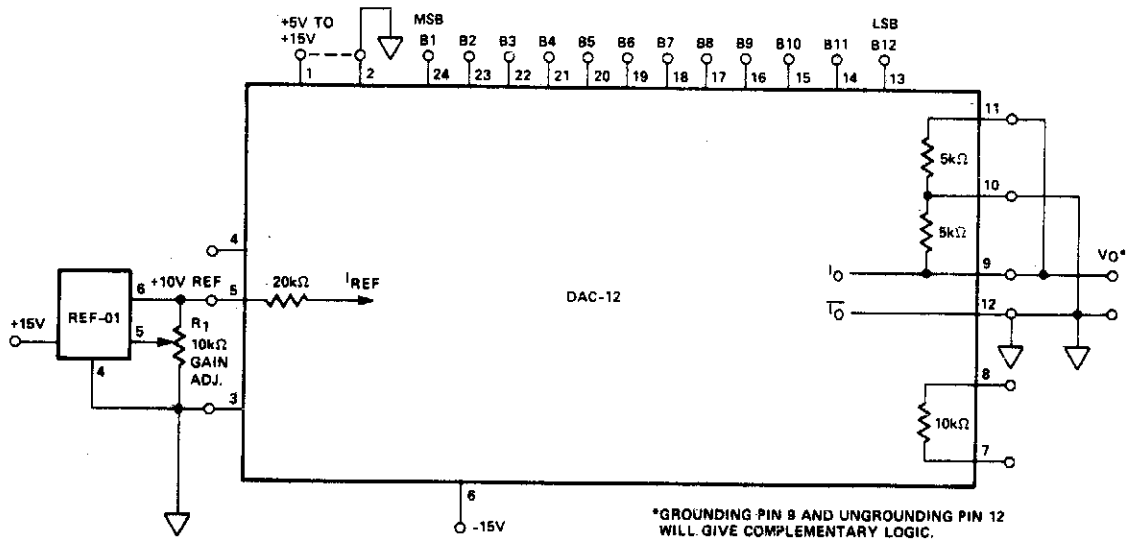 +5V TO
+15V
MSB
LSB
B1 B2 B3 B4 B5 B6 B7 B8 B9 B10 B11 B12
1 2 24 23 22 21 20 19 18 17 16 15 14 13
11
5kΩ
10
5kΩ
4
IO 9
VO*
+10V REF 5 20kΩ IREF
DAC-12
IO 12
+15V
REF-01
6
5
4
R1
10kΩ
GAIN
ADJ.
3
8
10kΩ
7
6
-15V
*GROUNDING PIN 9 AND UNGROUNDING PIN 12
WILL GIVE COMPLEMENTARY LOGIC.